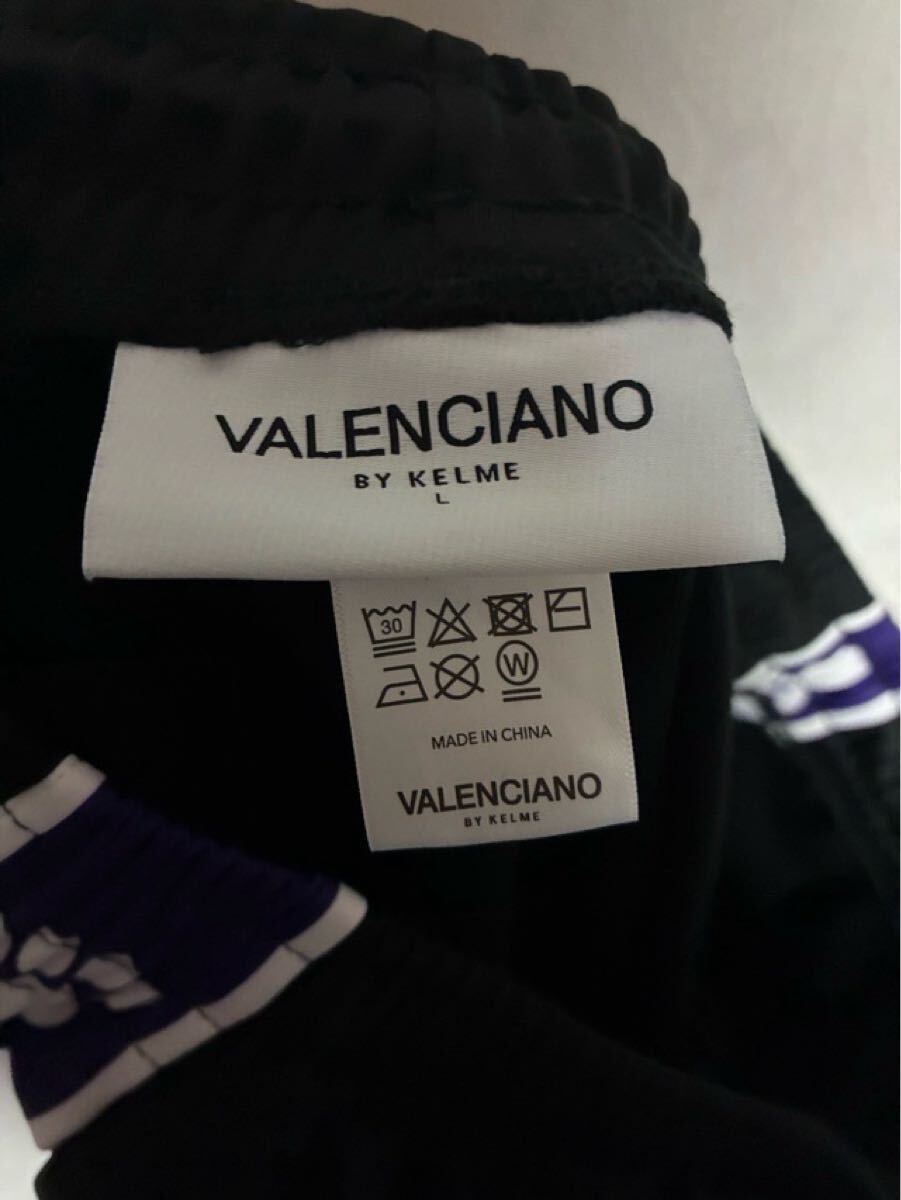 VALENCIANO
BY KELME
L
30
W
MADE IN CHINA
VALENCIANO
BY KELME